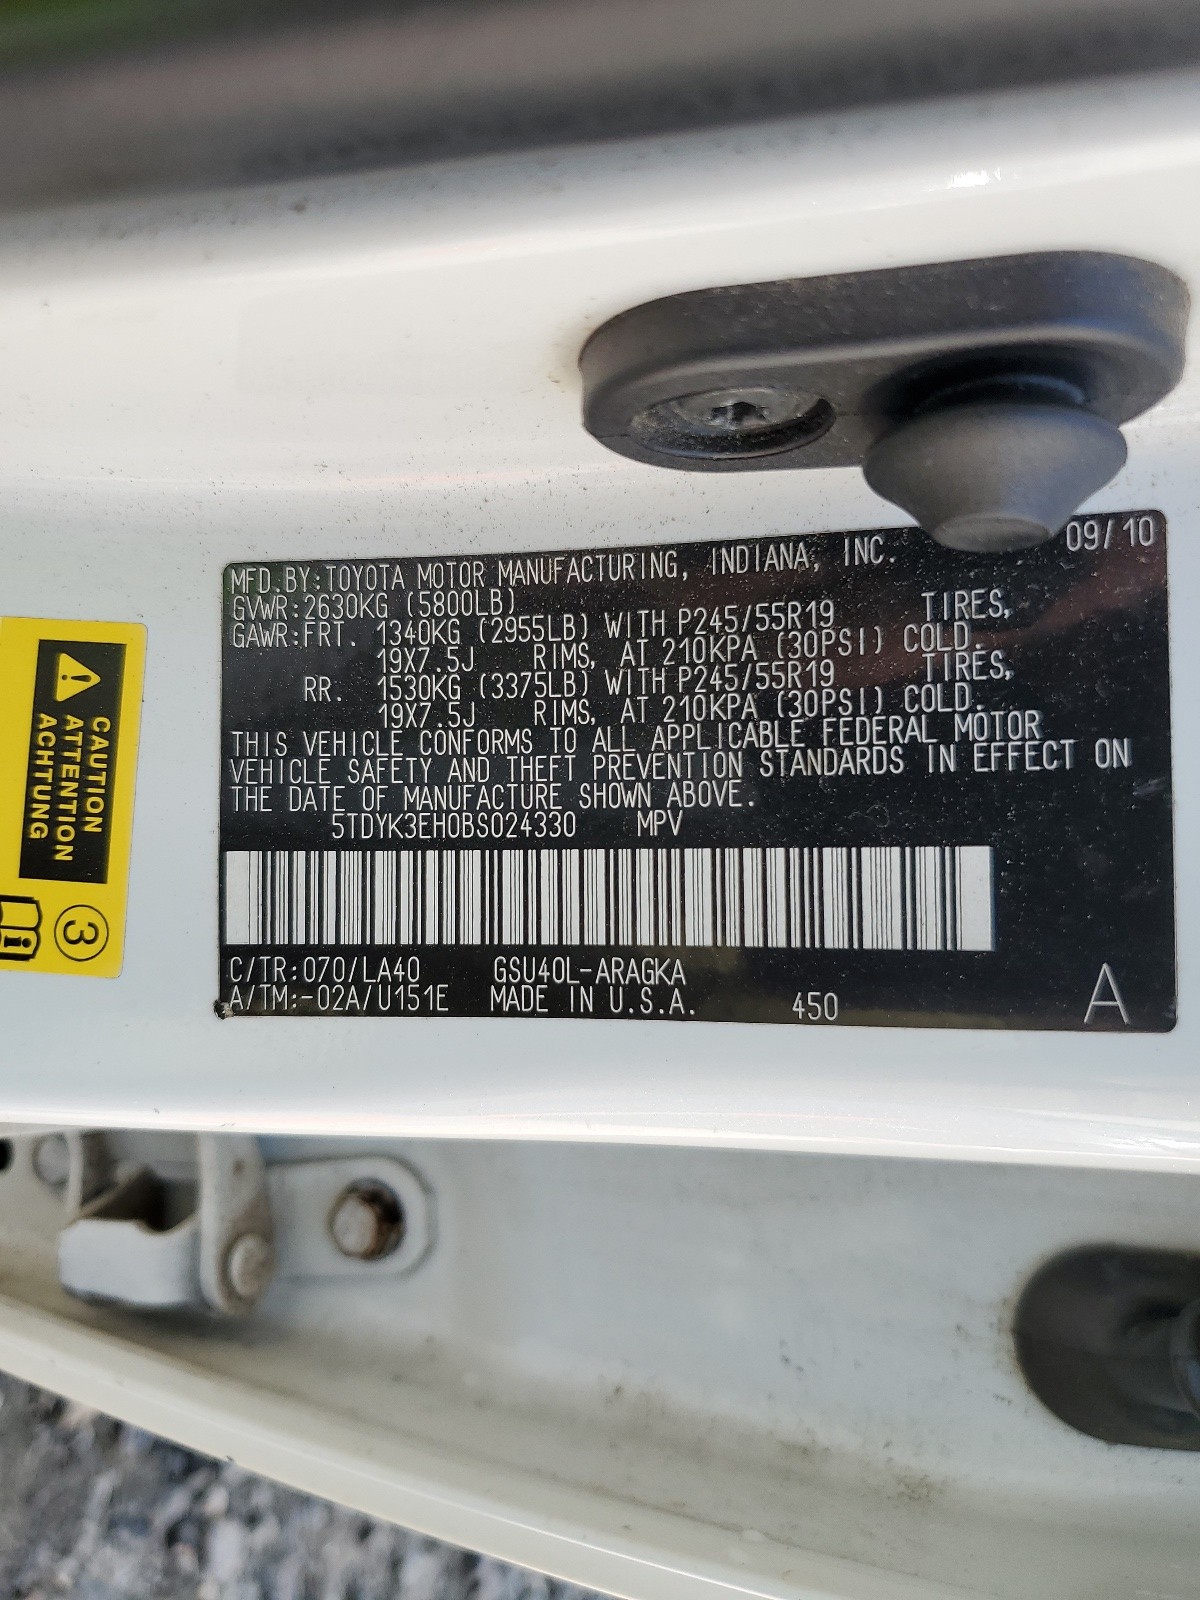 09/10
MFD.BY:TOYOTA MOTOR MANUFACTURING, INDIANA, INC.
GVWR:2630KG (5800LB)
GAWR:FRT. 1340KG (2955LB) WITH P245/55R19 TIRES,
19X7.5J RIMS, AT 210KPA (30PSI) COLD.
RR. 1530KG (3375LB) WITH P245/55R19 TIRES,
19X7.5J RIMS, AT 210KPA (30PSI) COLD.
THIS VEHICLE CONFORMS TO ALL APPLICABLE FEDERAL MOTOR
VEHICLE SAFETY AND THEFT PREVENTION STANDARDS IN EFFECT ON
THE DATE OF MANUFACTURE SHOWN ABOVE.
5TDYK3EH0BS024330 MPV
C/TR:070/LA40 GSU40L-ARAGKA
A/TM:-02A/U151E MADE IN U.S.A. 450 A
CAUTION
ATTENTION
ACHTUNG
3
i